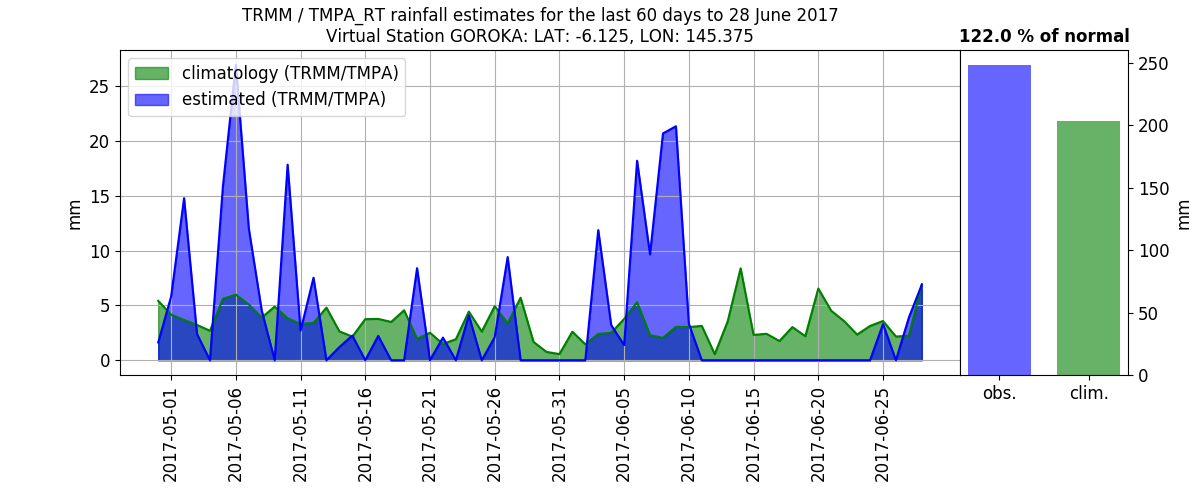 TRMM / TMPA_RT rainfall estimates for the last 60 days to 28 June 2017
Virtual Station GOROKA: LAT: -6.125, LON: 145.375
122.0 % of normal
climatology (TRMM/TMPA)
estimated (TRMM/TMPA)
25
20
15
10
5
0
mm
250
200
150
100
50
0
mm
2017-05-01
2017-05-06
2017-05-11
2017-05-16
2017-05-21
2017-05-26
2017-05-31
2017-06-05
2017-06-10
2017-06-15
2017-06-20
2017-06-25
obs.
clim.